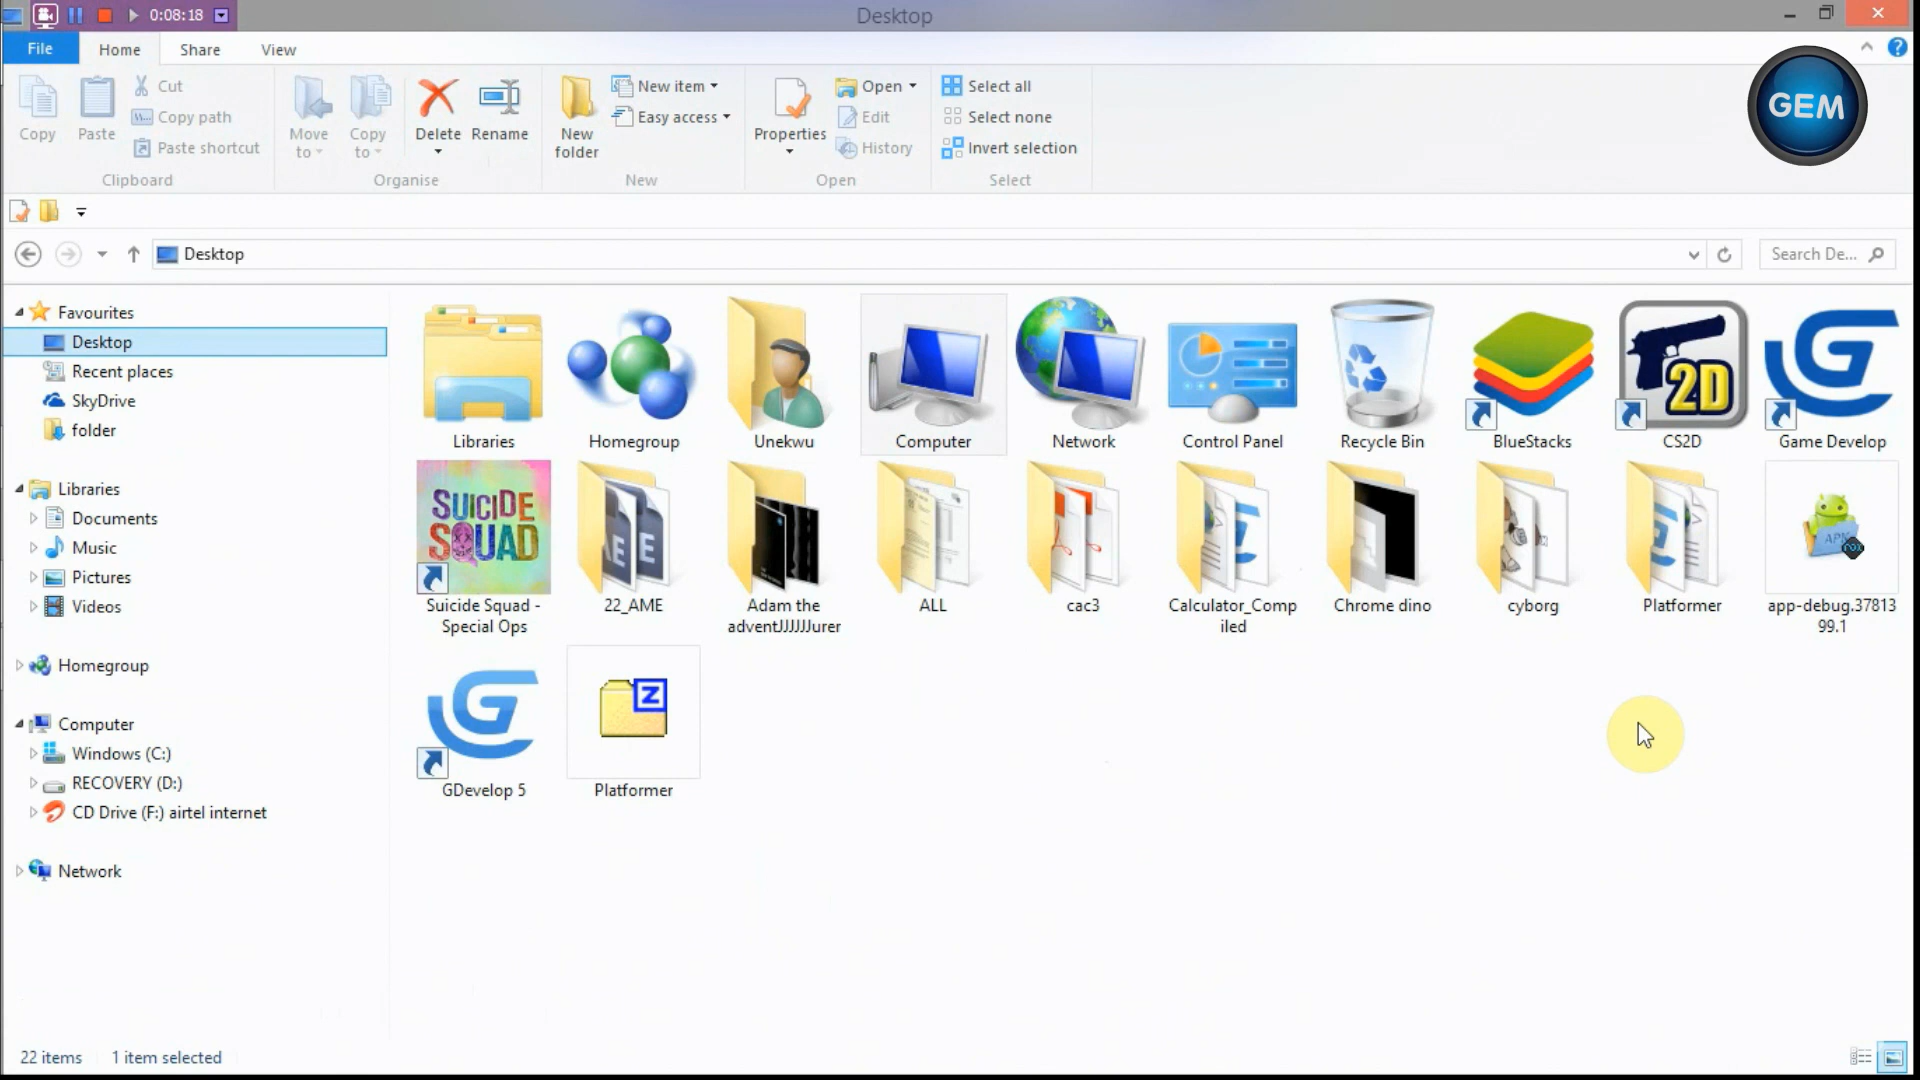 0:08:18
Desktop
File Home Share View
Copy
Paste
Cut
Copy path
Paste shortcut
Clipboard
Move to
Copy to
Delete
Rename
Organise
New folder
New item
Easy access
New
Properties
Open
Edit
History
Open
Select all
Select none
Invert selection
Select
GEM
Desktop
Search De...
Favourites
Desktop
Recent places
SkyDrive
folder
Libraries
Documents
Music
Pictures
Videos
Homegroup
Computer
Windows (C:)
RECOVERY (D:)
CD Drive (F:) airtel internet
Network
2D
Libraries Homegroup Unekwu Computer Network Control Panel Recycle Bin BlueStacks CS2D Game Develop
SUICIDE
SQUAD
Suicide Squad -
Special Ops
22_AME
Adam the
adventJJJJJJurer
ALL
cac3
Calculator_Comp
iled
Chrome dino
cyborg
Platformer
app-debug.37813
99.1
Z
GDevelop 5 Platformer
22 items 1 item selected